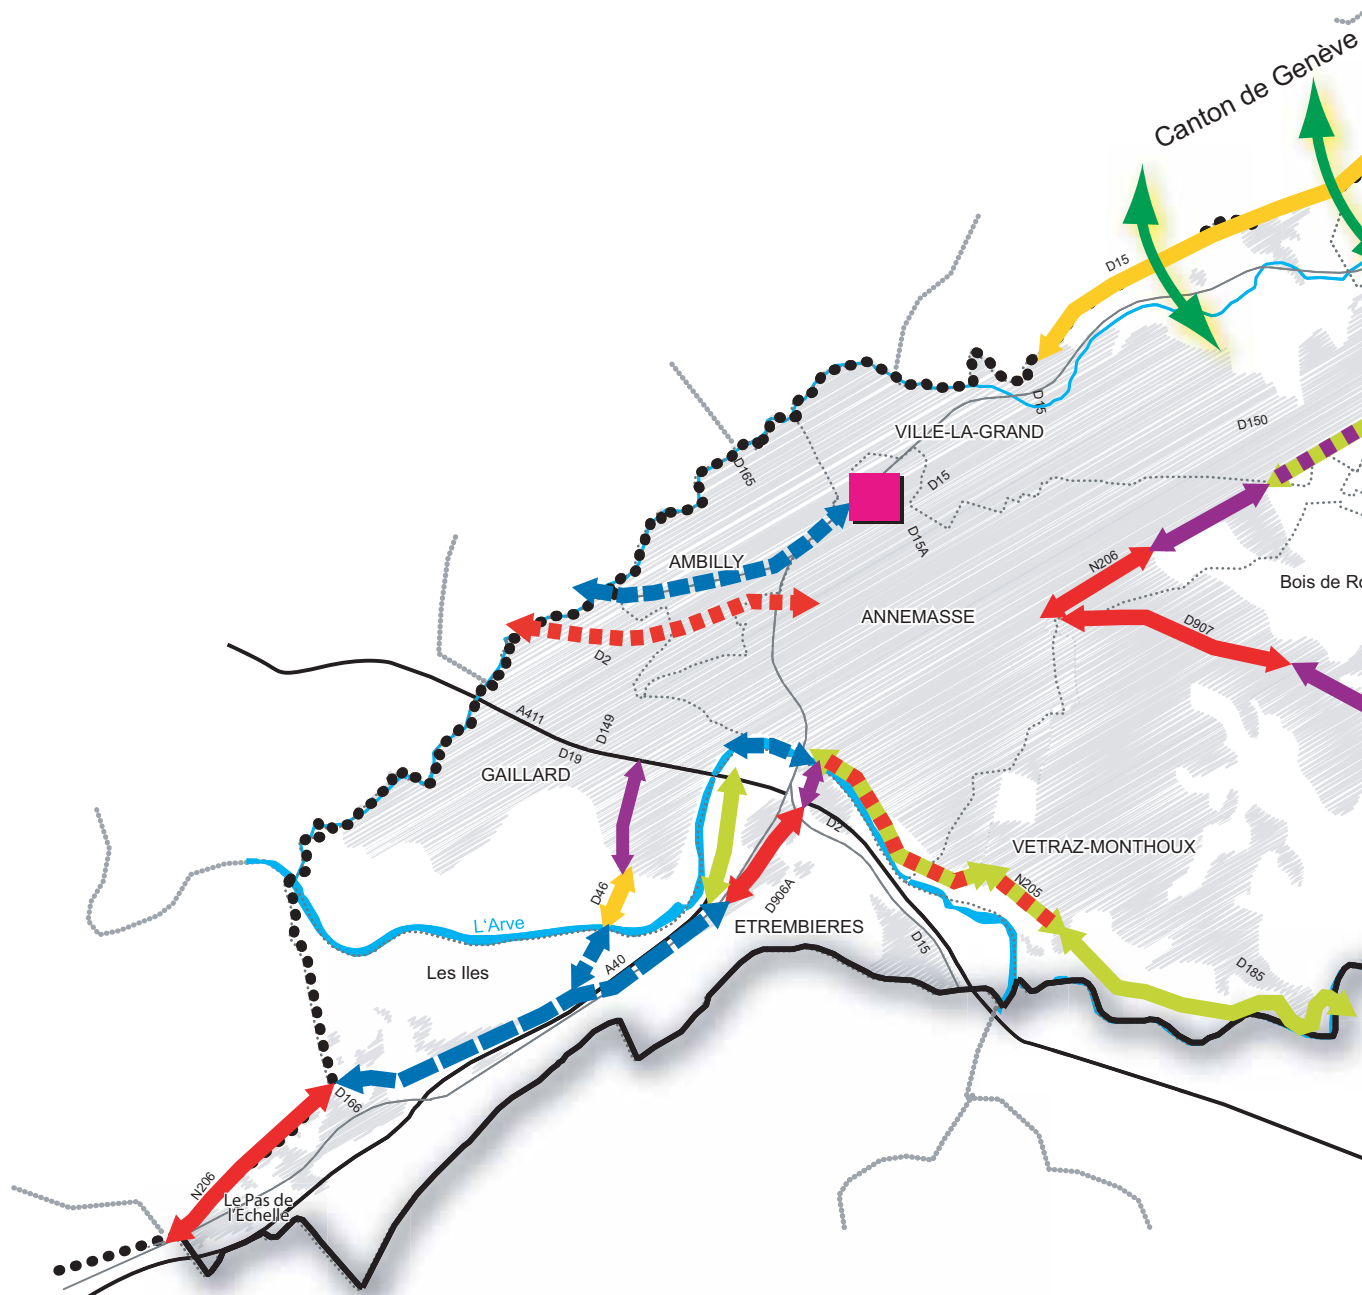 Canton de Genève
D15
D15
D150
VILLE-LA-GRAND
D165
D15
D15A
AMBILLY
N206
Bois de Ro
ANNEMASSE
D907
D2
A411
D149
D19
GAILLARD
D2
VETRAZ-MONTHOUX
N205
D46
D906A
L'Arve
ETREMBIERES
D15
A40
Les Iles
D185
D166
N206
Le Pas de
l'Echelle